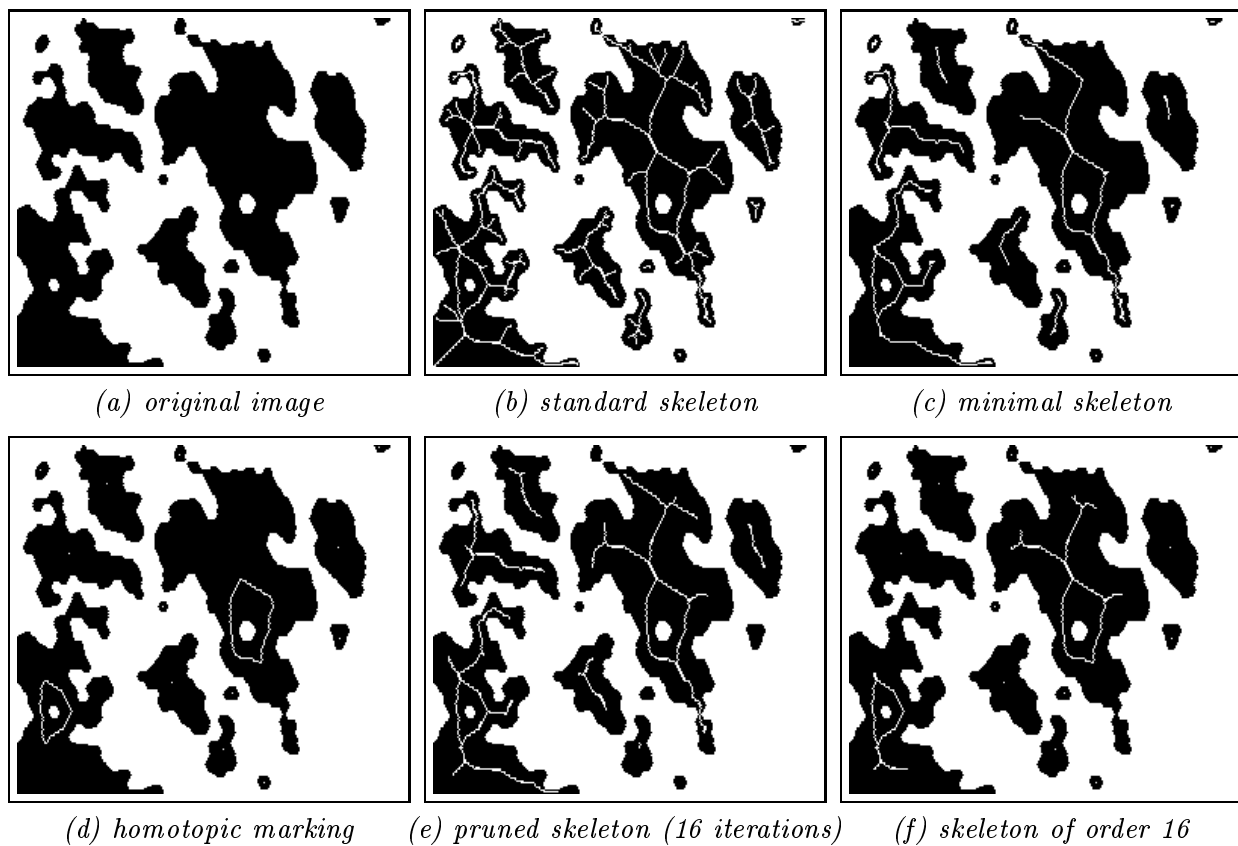 (a) original image
(b) standard skeleton
(c) minimal skeleton
(d) homotopic marking
(e) pruned skeleton (16 iterations)
(f) skeleton of order 16